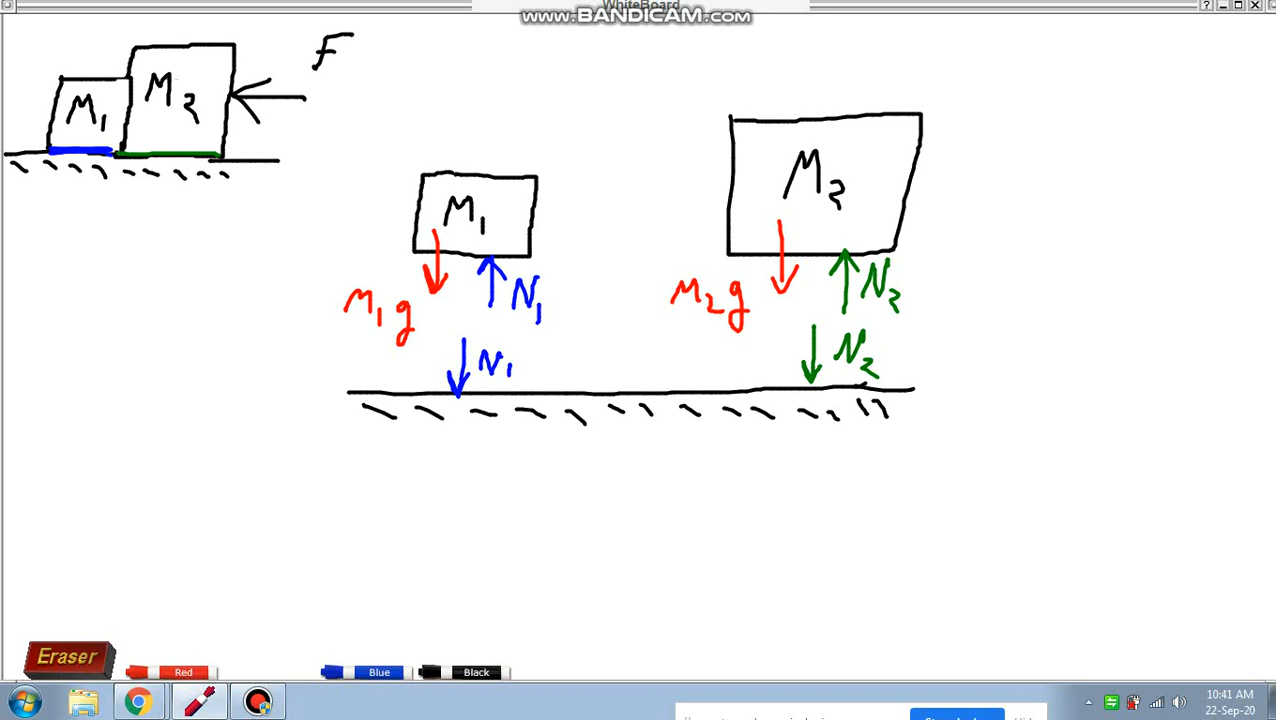 WhiteBoard
www.BANDICAM.com
F
M1
M2
M1
M2
M1g
N1
M2g
N2
N1
N2
Eraser
Red
Blue
Black
10:41 AM
22-Sep-20